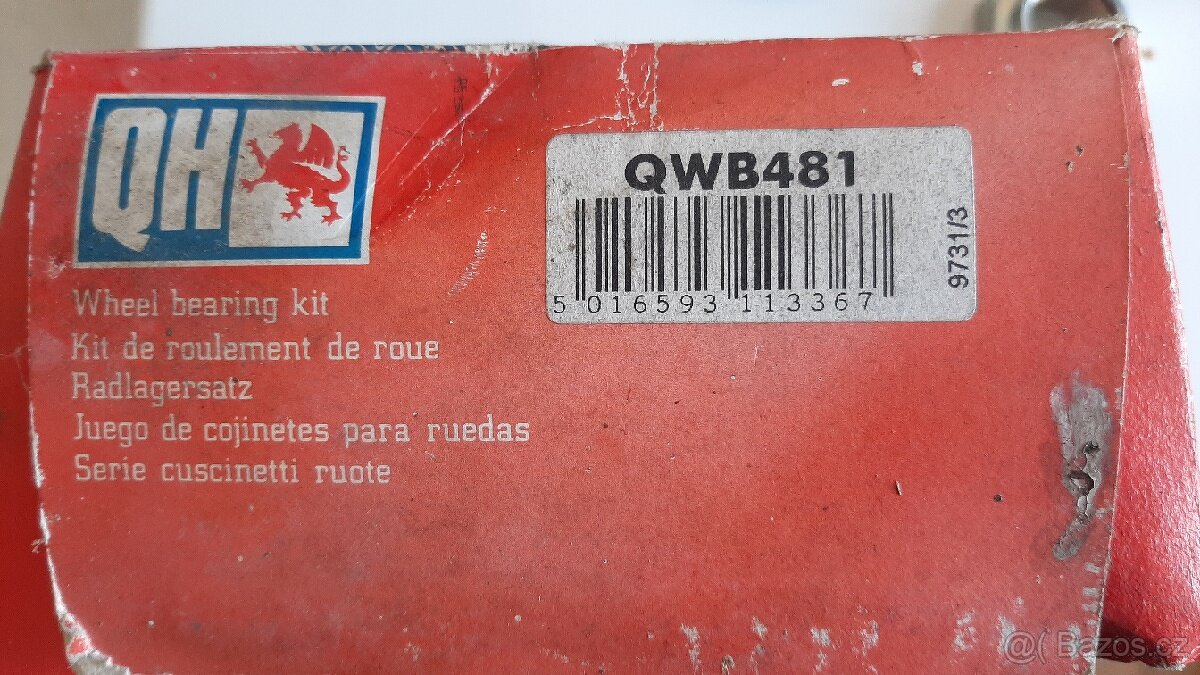 QH
Wheel bearing kit
Kit de roulement de roue
Radlagersatz
Juego de cojinetes para ruedas
Serie cuscinetti ruote
QWB481
5 016593 113367
9731/3
@( Bazos.cz